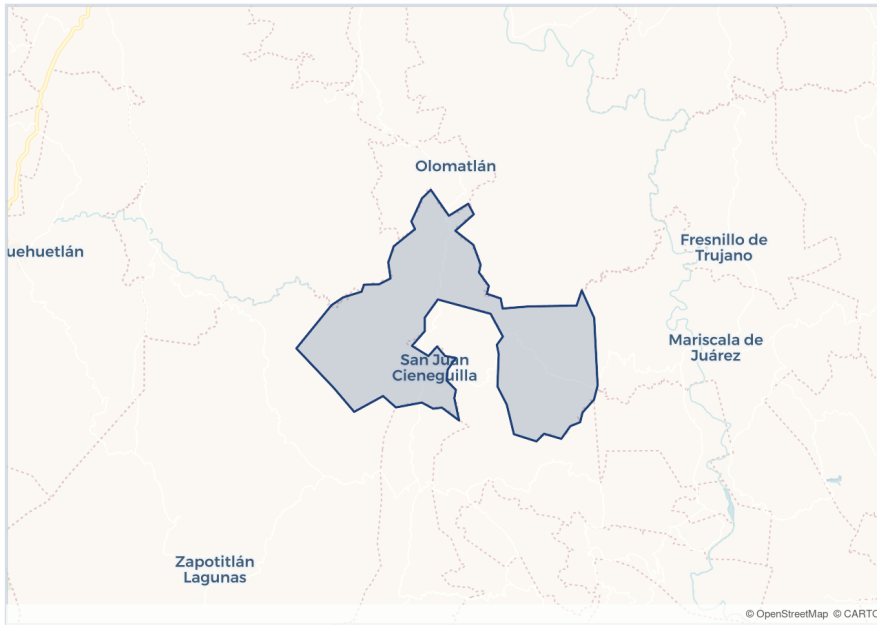 Olomatlán
uehuetlán
Fresnillo de
Trujano
Mariscala de
Juárez
San Juan
Cieneguilla
Zapotitlán
Lagunas
© OpenStreetMap © CARTO